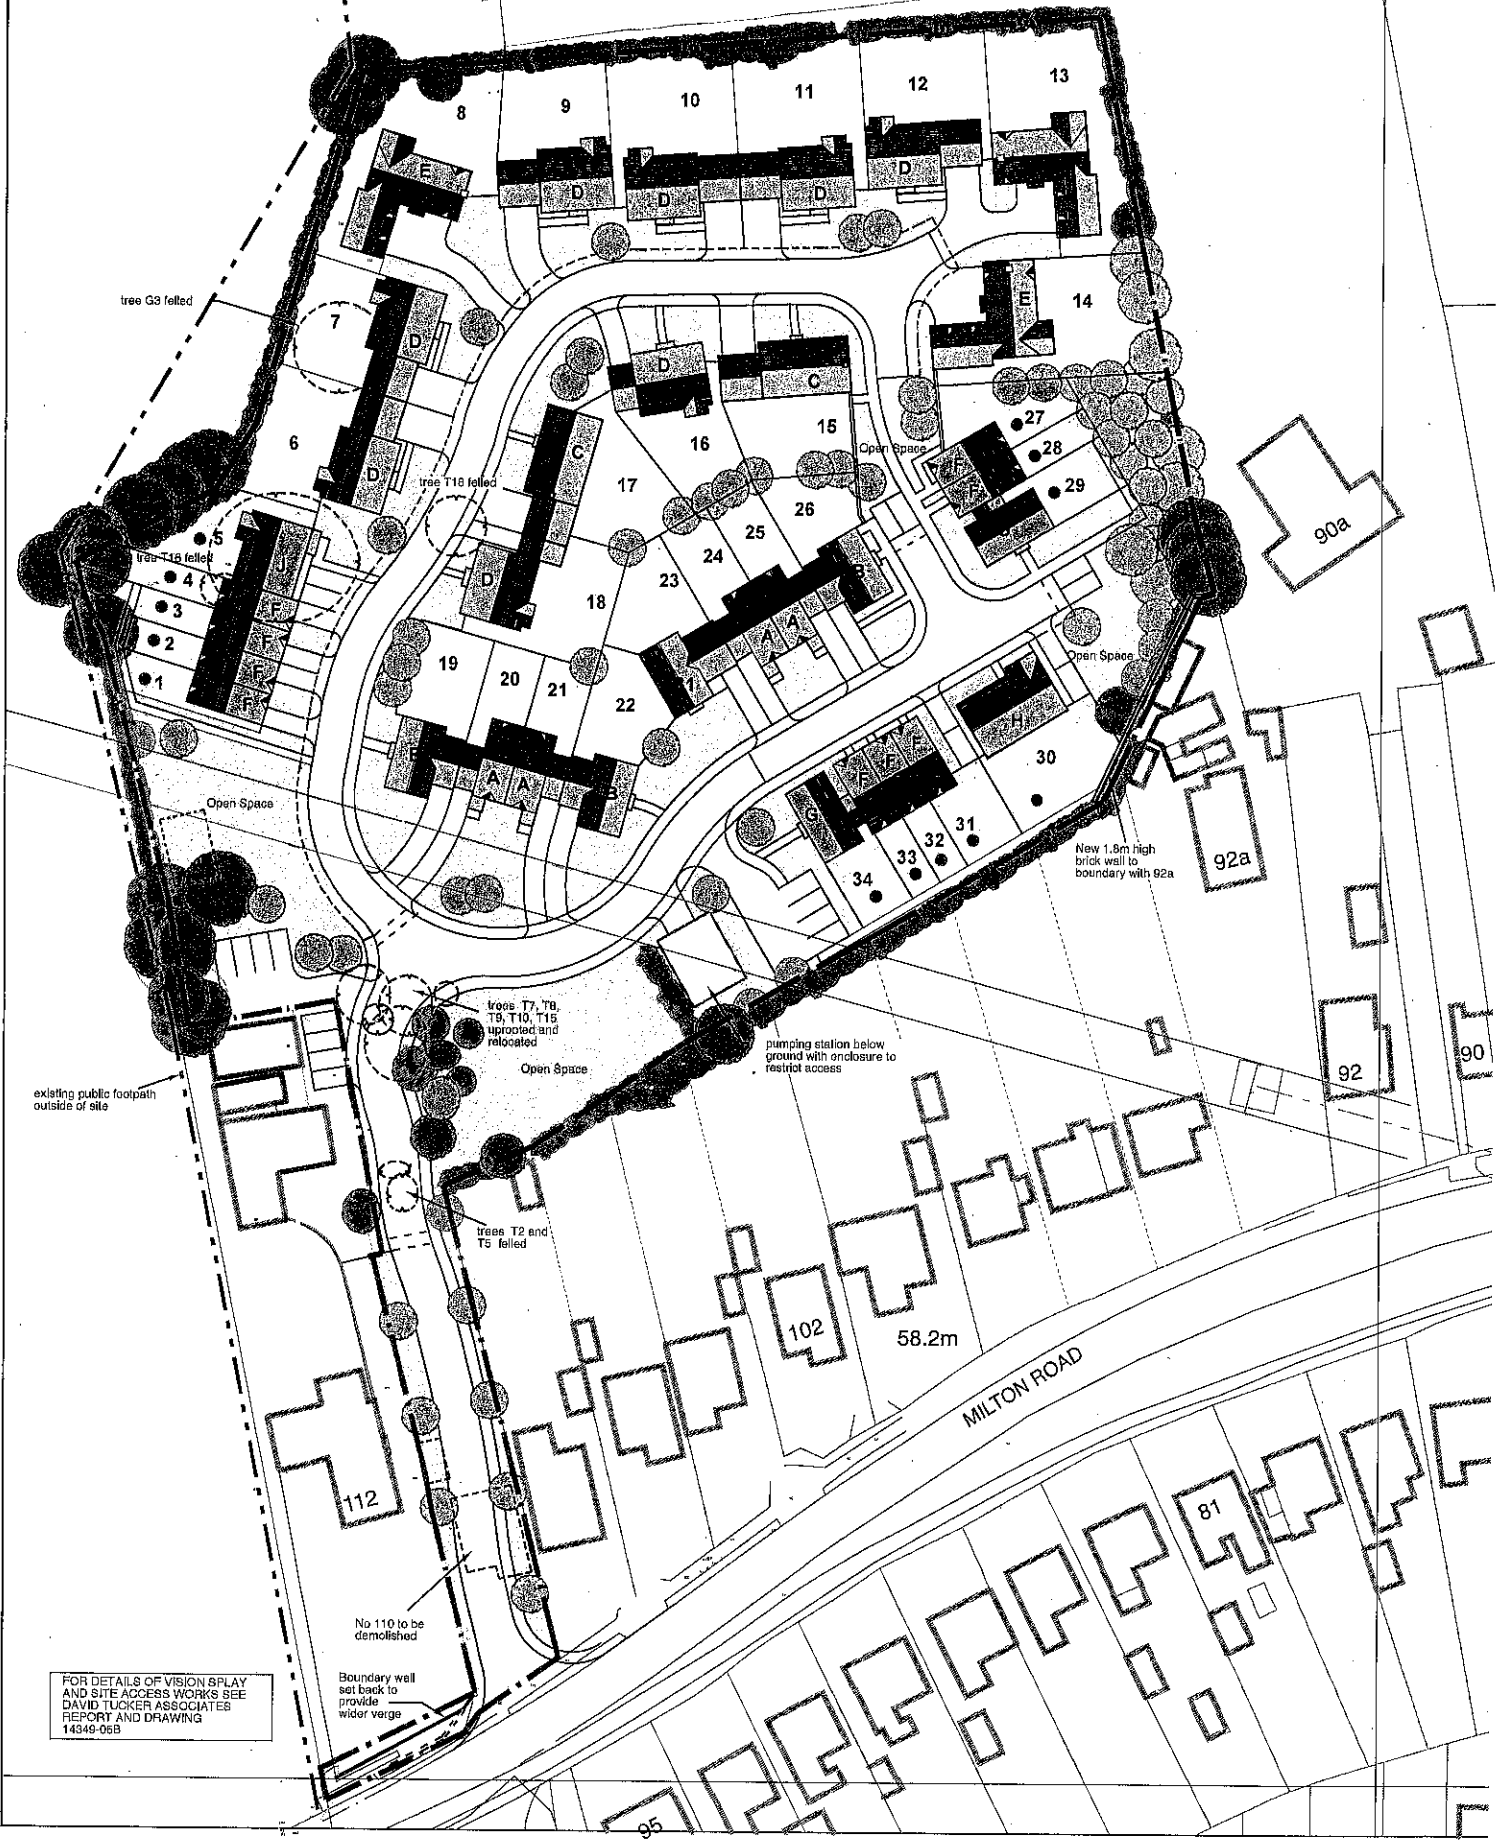 13
12
11
10
9
8
E
D
D
D
D
tree G3 felled
7
E
14
D
D
C
6
D
C
15
16
Open Space
27
28
29
F
F
H
tree T18 felled
17
26
25
24
23
5
tree T16 felled
4
3
2
1
J
F
F
F
F
D
18
B
A
A
90a
19
20
21
22
Open Space
B
A
A
B
H
F
F
F
G
30
31
32
33
34
Open Space
New 1.8m high
brick wall to
boundary with 92a
92a
trees T7, T8,
T9, T10, T15
uprooted and
relocated
Open Space
pumping station below
ground with enclosure to
restrict access
existing public footpath
outside of site
92
90
trees T2 and
T5 felled
102
58.2m
MILTON ROAD
112
81
No 110 to be
demolished
Boundary wall
set back to
provide
wider verge
FOR DETAILS OF VISION SPLAY
AND SITE ACCESS WORKS SEE
DAVID TUCKER ASSOCIATES
REPORT AND DRAWING
14349-05B
95